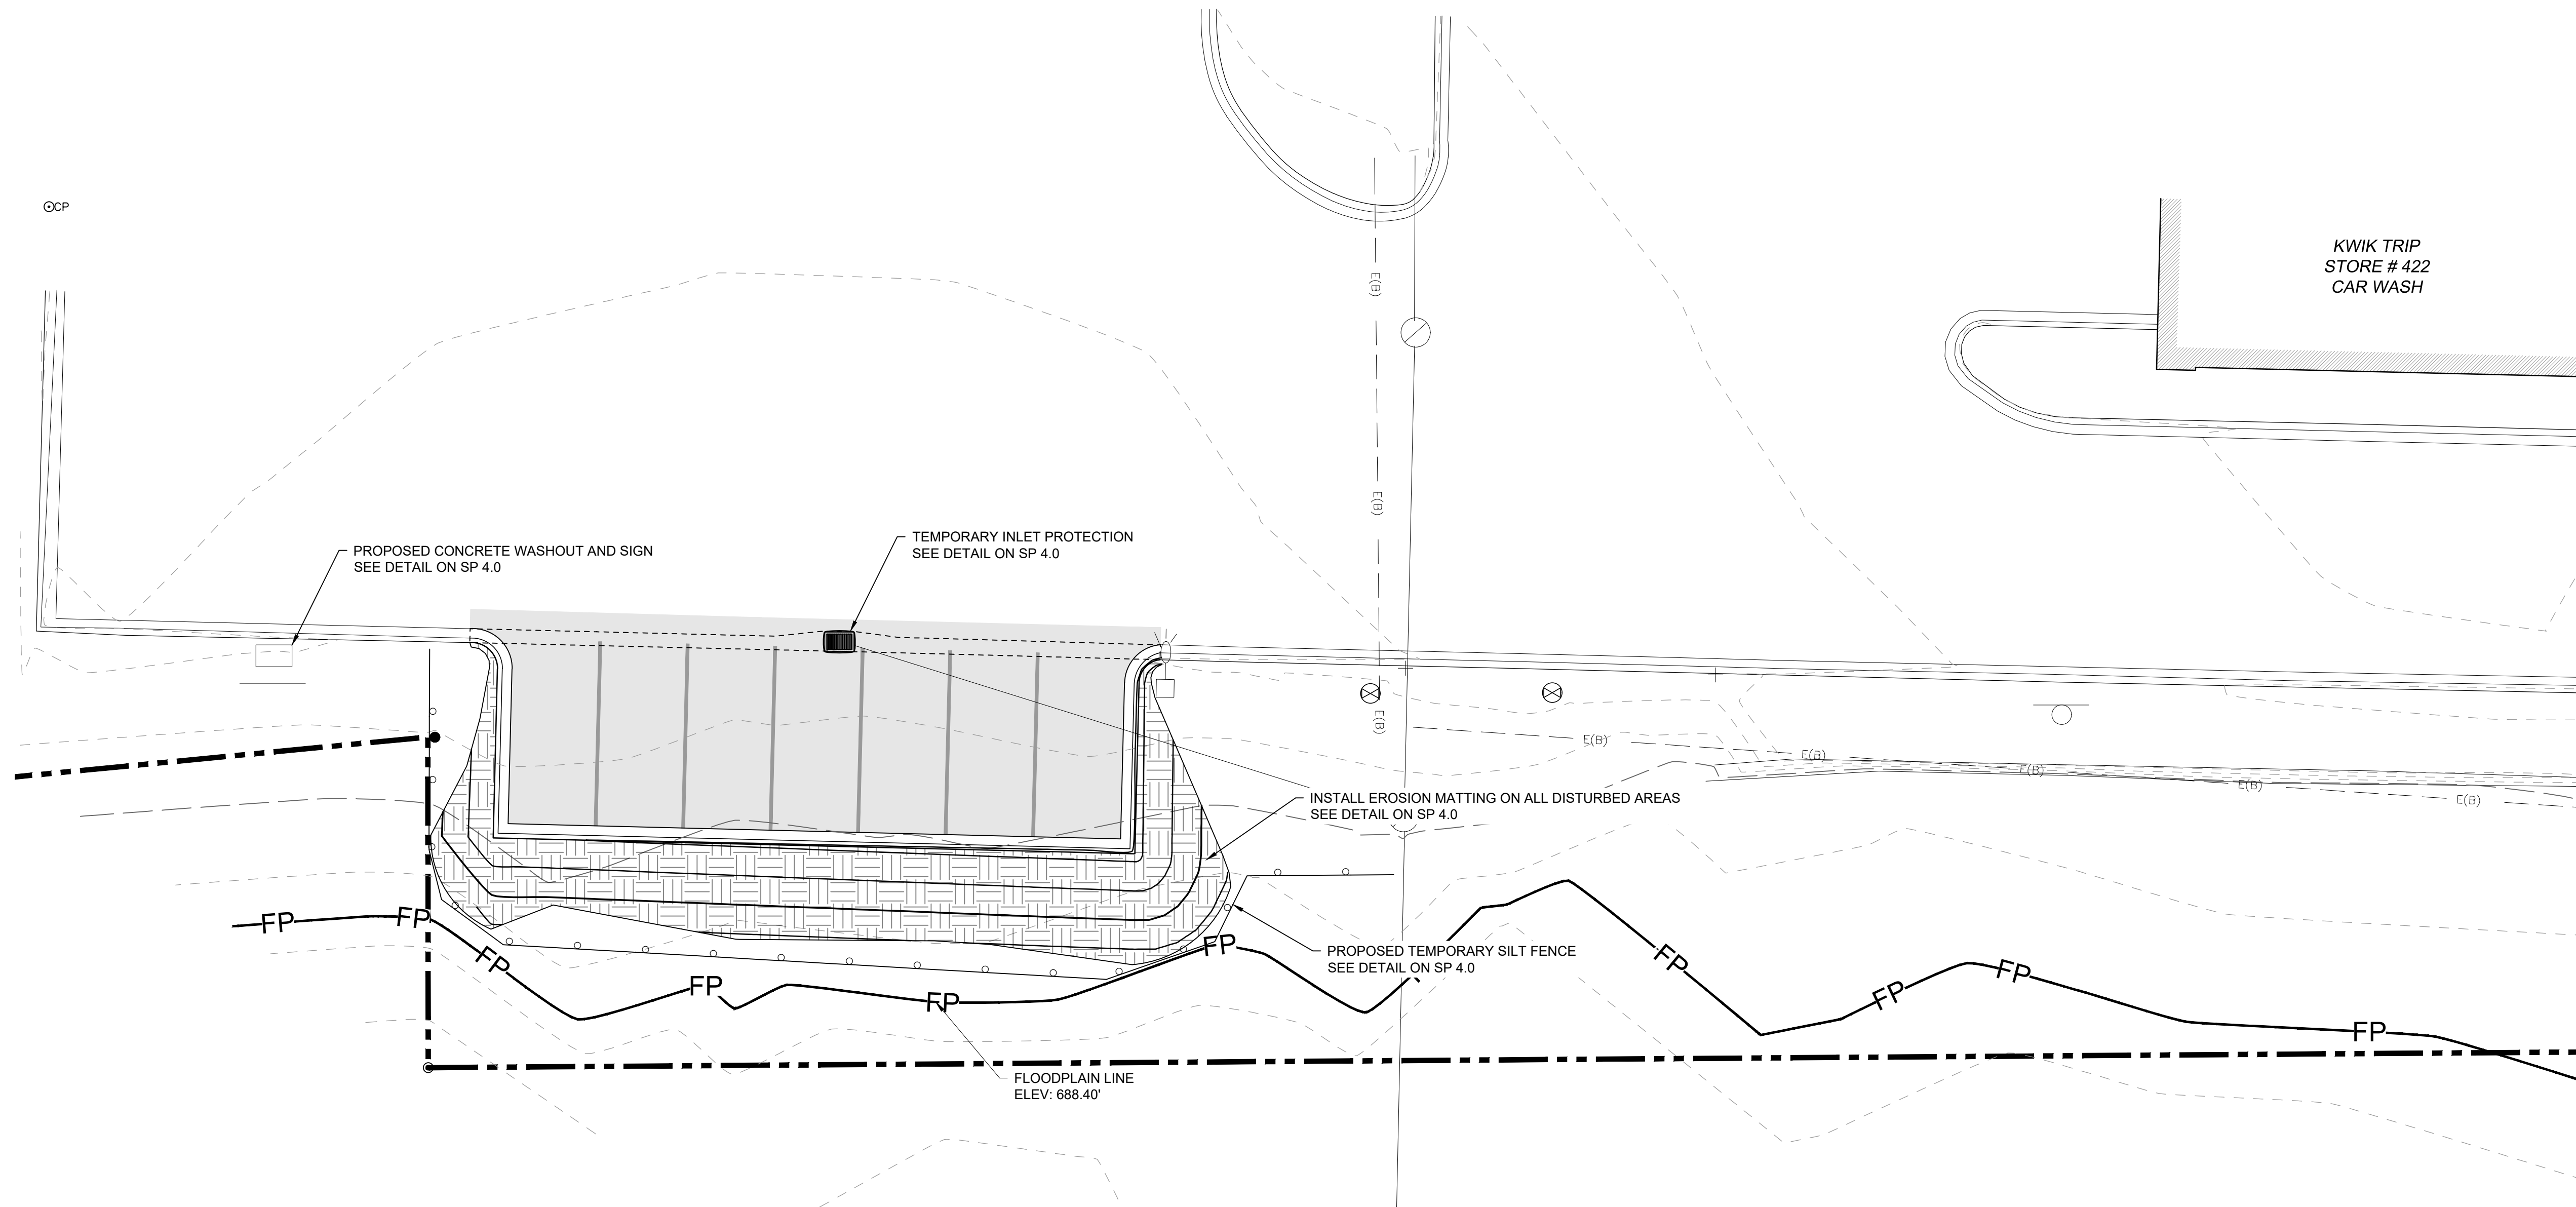 CP
KWIK TRIP
STORE # 422
CAR WASH
E(B)
E(B)
TEMPORARY INLET PROTECTION
SEE DETAIL ON SP 4.0
PROPOSED CONCRETE WASHOUT AND SIGN
SEE DETAIL ON SP 4.0
E(B)
E(B)
E(B)
E(B)
E(B)
E(B)
INSTALL EROSION MATTING ON ALL DISTURBED AREAS
SEE DETAIL ON SP 4.0
FP
FP
FP
FP
FP
FP
PROPOSED TEMPORARY SILT FENCE
SEE DETAIL ON SP 4.0
FP
FP
FP
FP
FLOODPLAIN LINE
ELEV: 688.40'